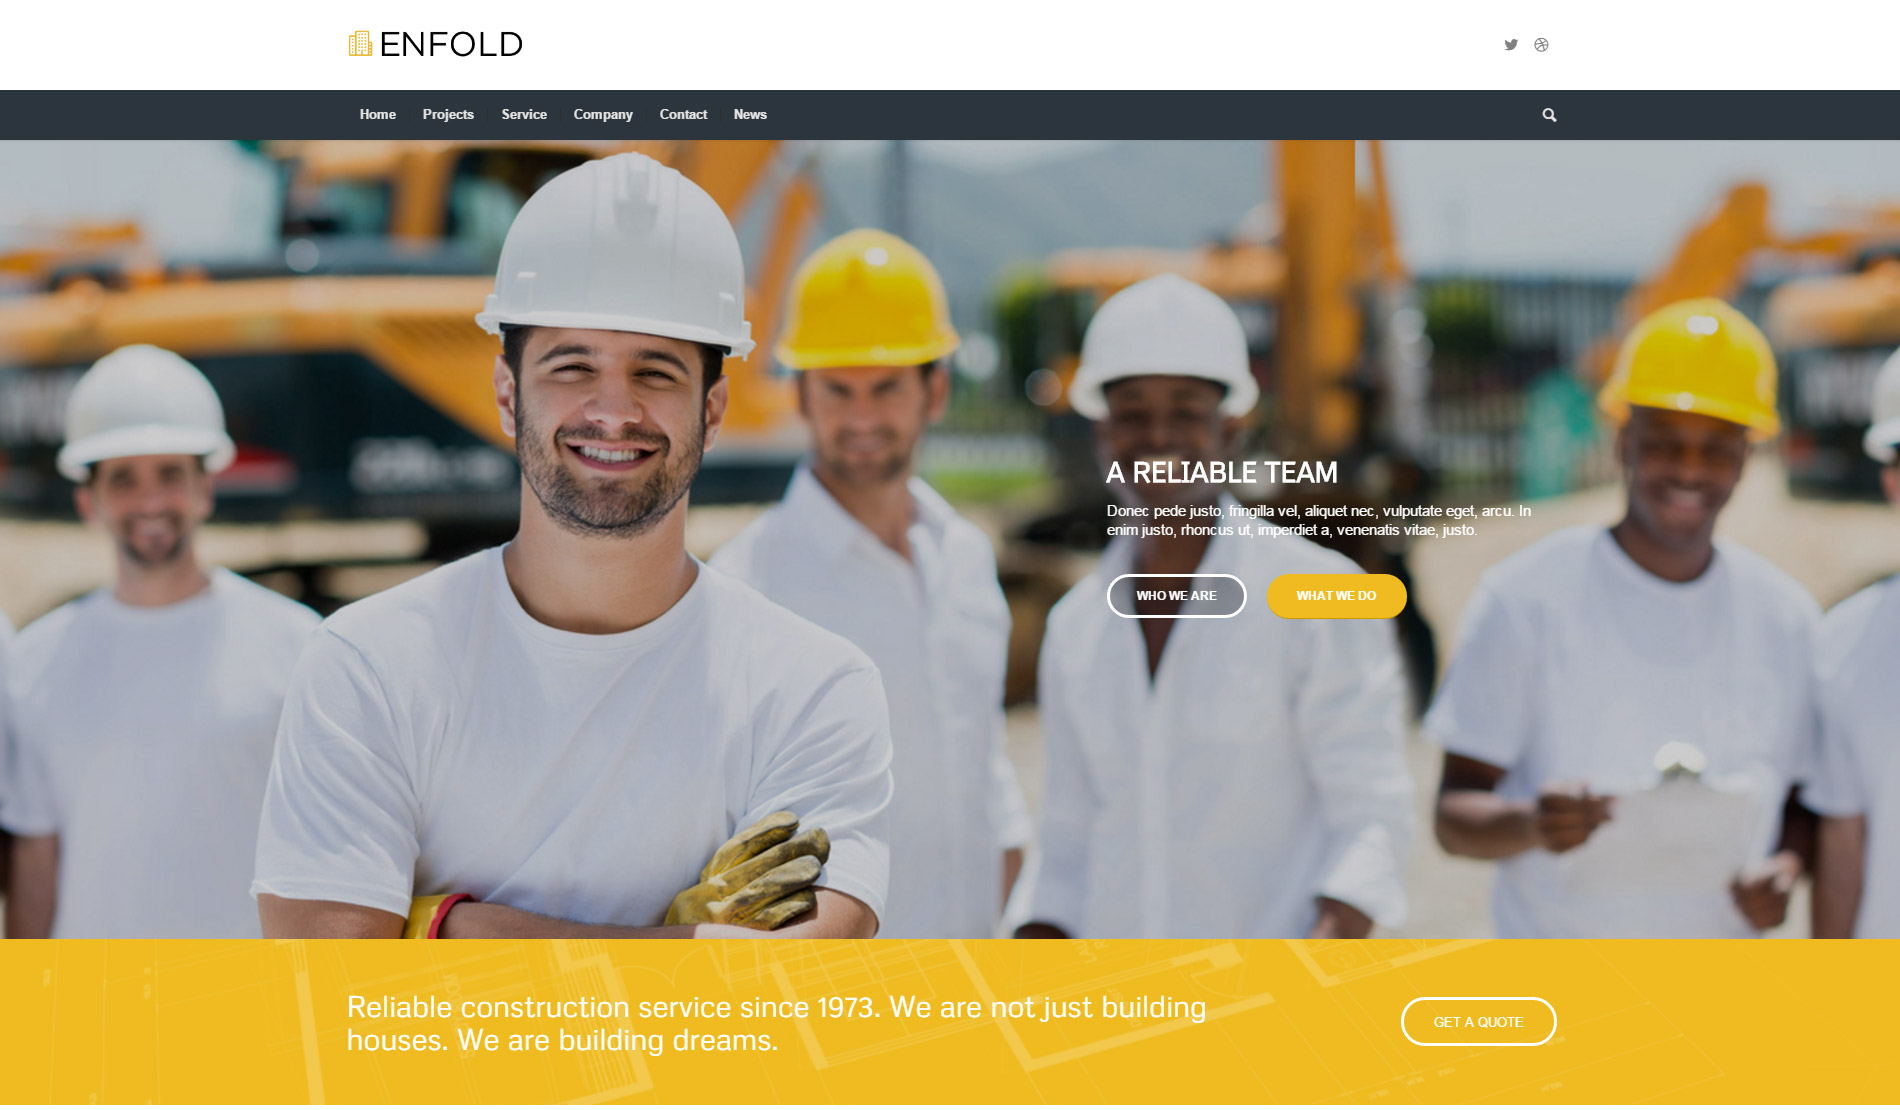 ENFOLD
Home Projects Service Company Contact News
A RELIABLE TEAM
Donec pede justo, fringilla vel, aliquet nec, vulputate eget, arcu. In
enim justo, rhoncus ut, imperdiet a, venenatis vitae, justo.
WHO WE ARE WHAT WE DO
Reliable construction service since 1973. We are not just building
houses. We are building dreams.
GET A QUOTE